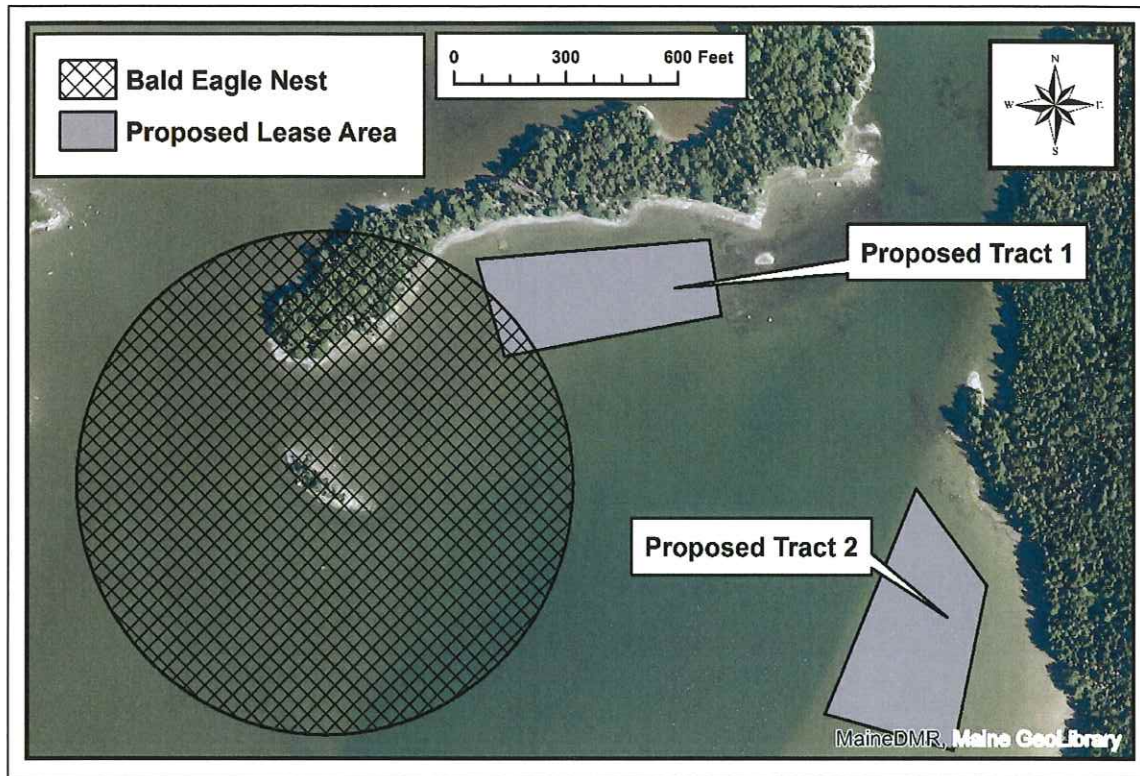 Bald Eagle Nest
Proposed Lease Area
0 300 600 Feet
N
W E
S
Proposed Tract 1
Proposed Tract 2
MaineDMR, Maine GeoLibrary